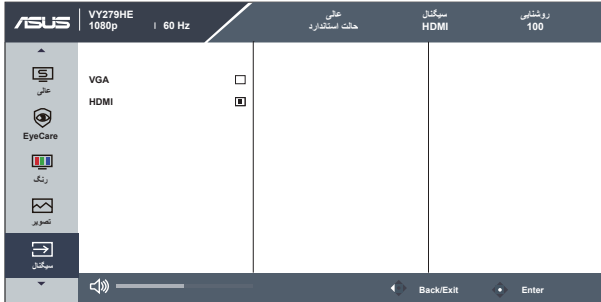 ASUS
VY279HE
1080p | 60 Hz
عالی
حالت استاندارد
سیگنال
HDMI
روشنایی
100
عالی
EyeCare
رنگ
تصویر
سیگنال
VGA
HDMI
Back/Exit
Enter